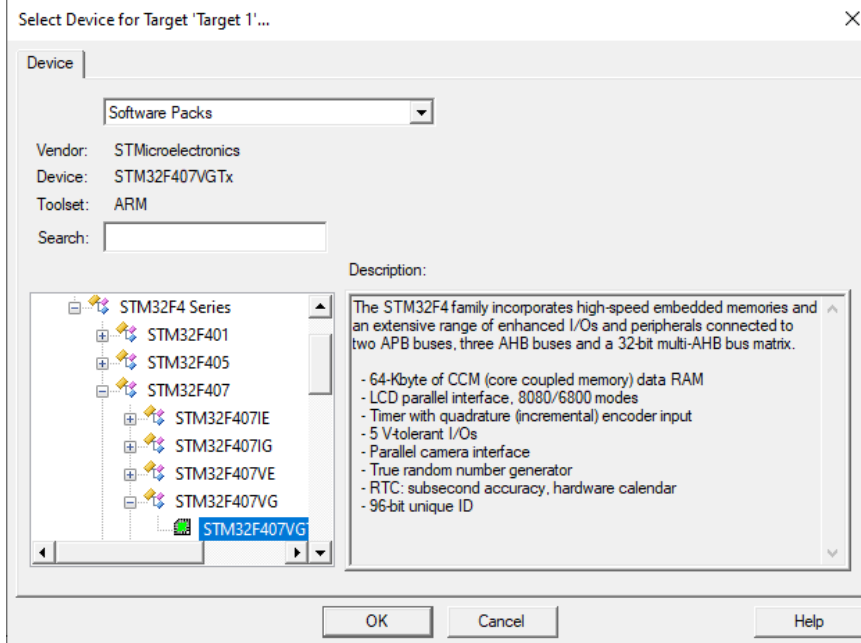 Select Device for Target 'Target 1'...
Device
Software Packs
Vendor: STMicroelectronics
Device: STM32F407VGTx
Toolset: ARM
Search:
Description:
STM32F4 Series
STM32F401
STM32F405
STM32F407
STM32F407IE
STM32F407IG
STM32F407VE
STM32F407VG
STM32F407VG
The STM32F4 family incorporates high-speed embedded memories and
an extensive range of enhanced I/Os and peripherals connected to
two APB buses, three AHB buses and a 32-bit multi-AHB bus matrix.
- 64-Kbyte of CCM (core coupled memory) data RAM
- LCD parallel interface, 8080/6800 modes
- Timer with quadrature (incremental) encoder input
- 5 V-tolerant I/Os
- Parallel camera interface
- True random number generator
- RTC: subsecond accuracy, hardware calendar
- 96-bit unique ID
OK
Cancel
Help